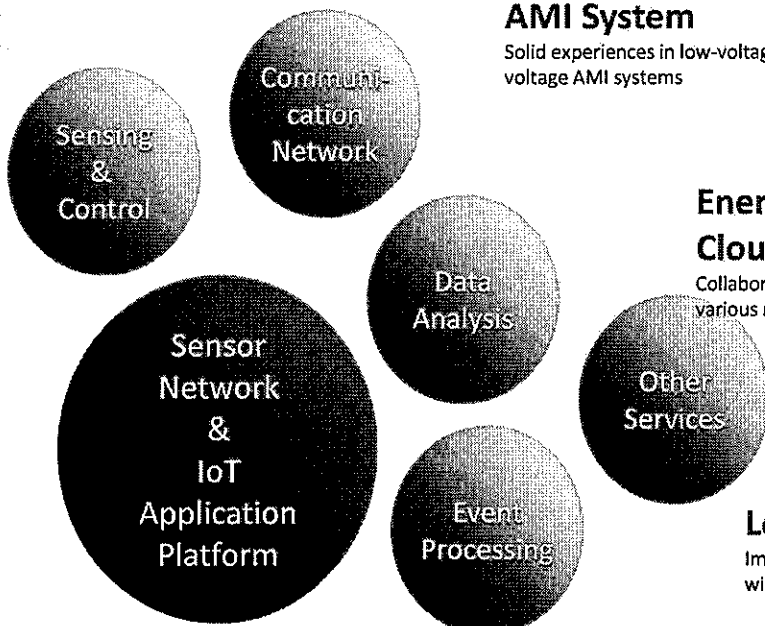 AMI System
Solid experiences in low-voltag
voltage AMI systems
Communi-
cation
Network
Sensing
&
Control
Ener
Clou
Collabor
various
Data
Analysis
Sensor
Network
&
IoT
Application
Platform
Other
Services
Event
Processing
L
Im
wi